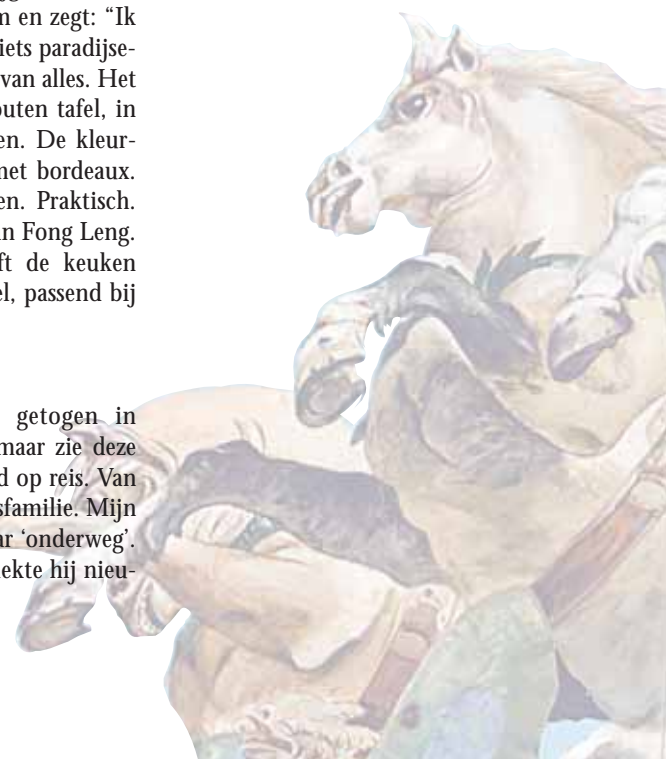 n en zegt: “Ik
iets paradijse-
van alles. Het
outen tafel, in
en. De kleur-
net bordeaux.
en. Praktisch.
n Fong Leng.
ft de keuken
el, passend bij
getogen in
maar zie deze
d op reis. Van
sfamilie. Mijn
ar ‘onderweg’.
ekte hij nieu-